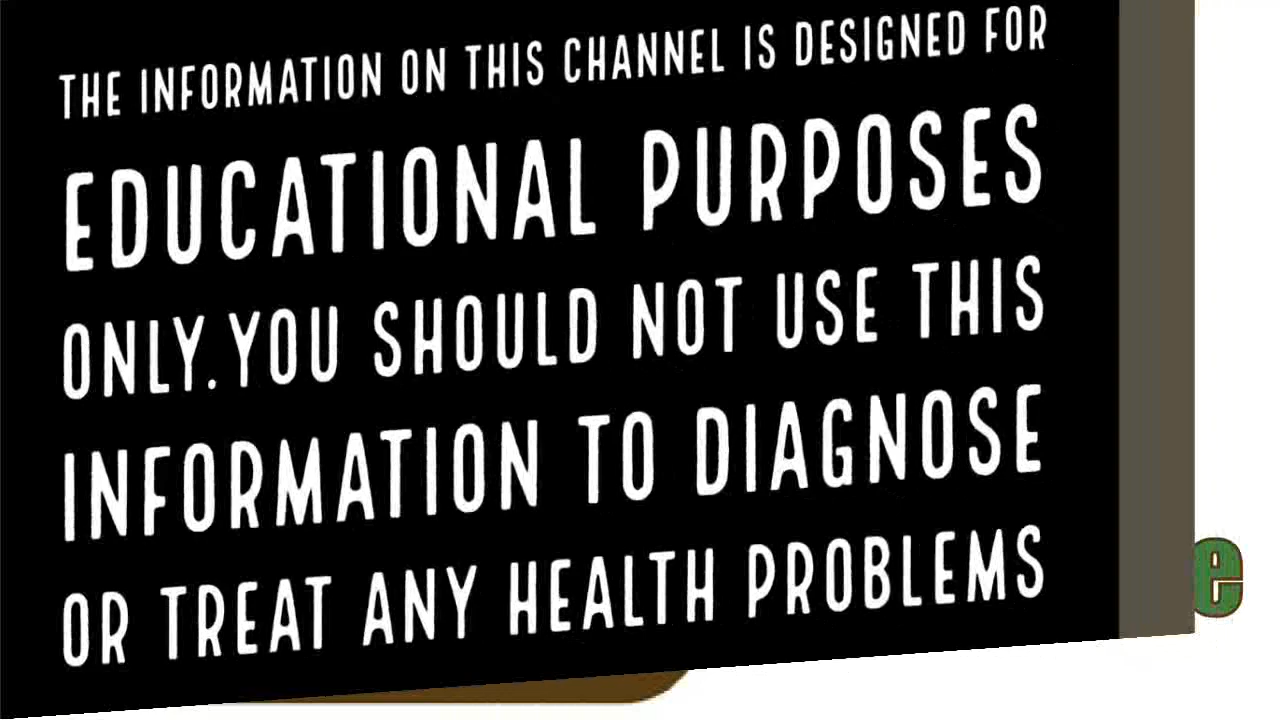 THE INFORMATION ON THIS CHANNEL IS DESIGNED FOR
EDUCATIONAL PURPOSES
ONLY.YOU SHOULD NOT USE THIS
INFORMATION TO DIAGNOSE
OR TREAT ANY HEALTH PROBLEMS
e